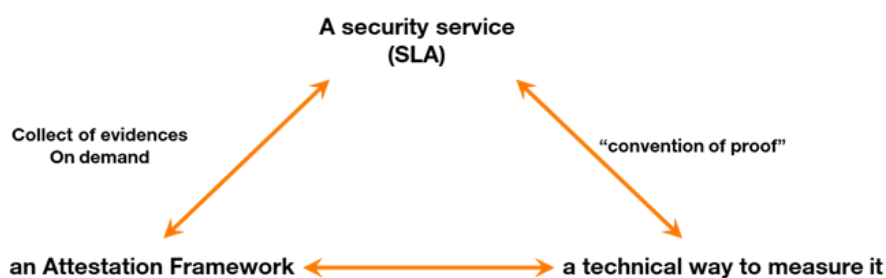 A security service
(SLA)
Collect of evidences
On demand
“convention of proof”
an Attestation Framework
a technical way to measure it